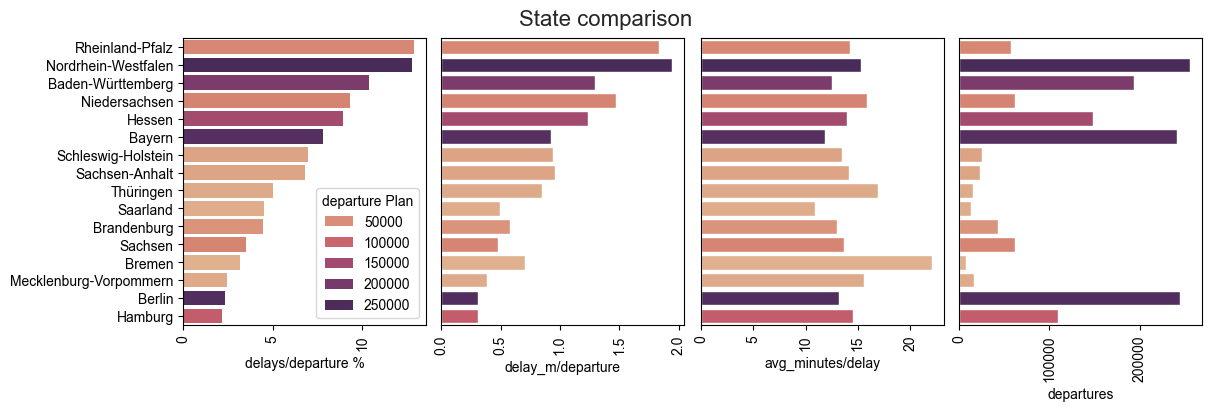 State comparison
Rheinland-Pfalz
Nordrhein-Westfalen
Baden-Württemberg
Niedersachsen
Hessen
Bayern
Schleswig-Holstein
Sachsen-Anhalt
Thüringen
Saarland
Brandenburg
Sachsen
Bremen
Mecklenburg-Vorpommern
Berlin
Hamburg
departure Plan
50000
100000
150000
200000
250000
0 5 10
delays/departure %
0.0 0.5 1.0 1.5 2.0
delay_m/departure
0 5 10 15 20
avg_minutes/delay
0 100000 200000
departures